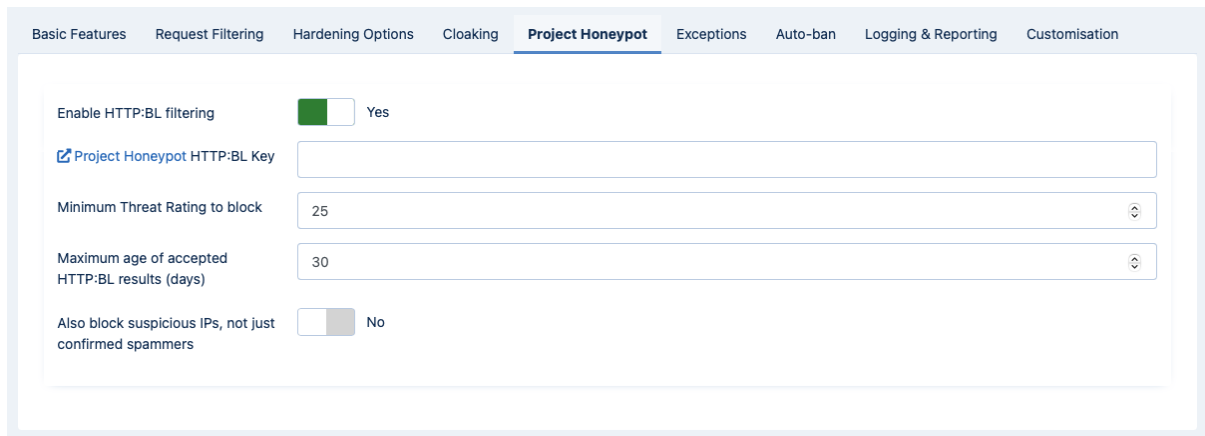 Basic Features Request Filtering Hardening Options Cloaking Project Honeypot Exceptions Auto-ban Logging & Reporting Customisation
Enable HTTP:BL filtering Yes
Project Honeypot HTTP:BL Key
Minimum Threat Rating to block 25
Maximum age of accepted 30
HTTP:BL results (days)
Also block suspicious IPs, not just No
confirmed spammers